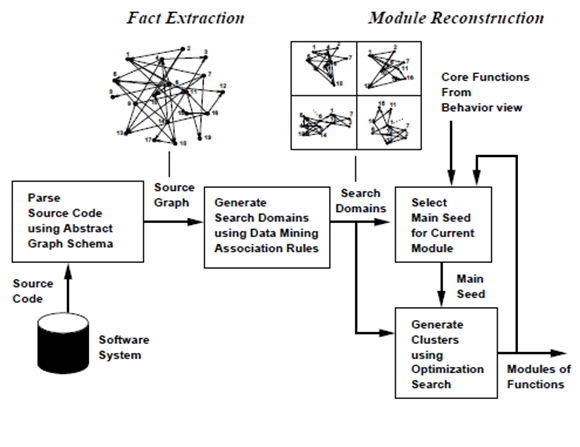 Fact Extraction
Module Reconstruction
Core Functions
From
Behavior view
Parse
Source Code
using Abstract
Graph Schema
Source
Graph
Generate
Search Domains
using Data Mining
Association Rules
Search
Domains
Select
Main Seed
for Current
Module
Source
Code
Main
Seed
Software
System
Generate
Clusters
using
Optimization
Search
Modules of
Functions